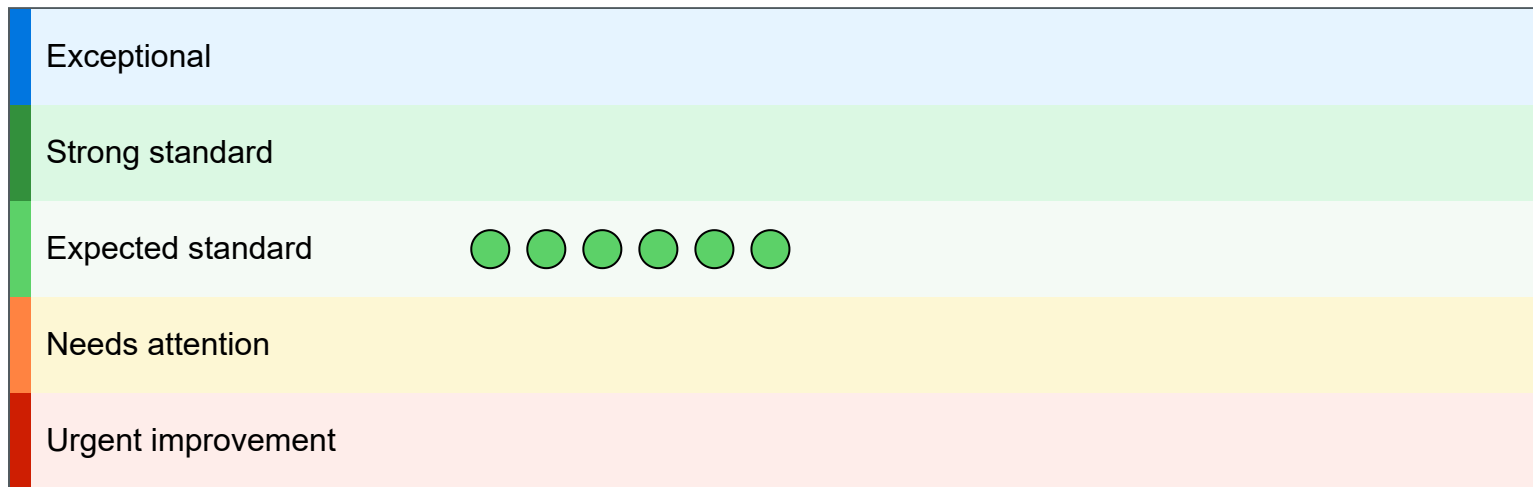 Exceptional
Strong standard
Expected standard
Needs attention
Urgent improvement